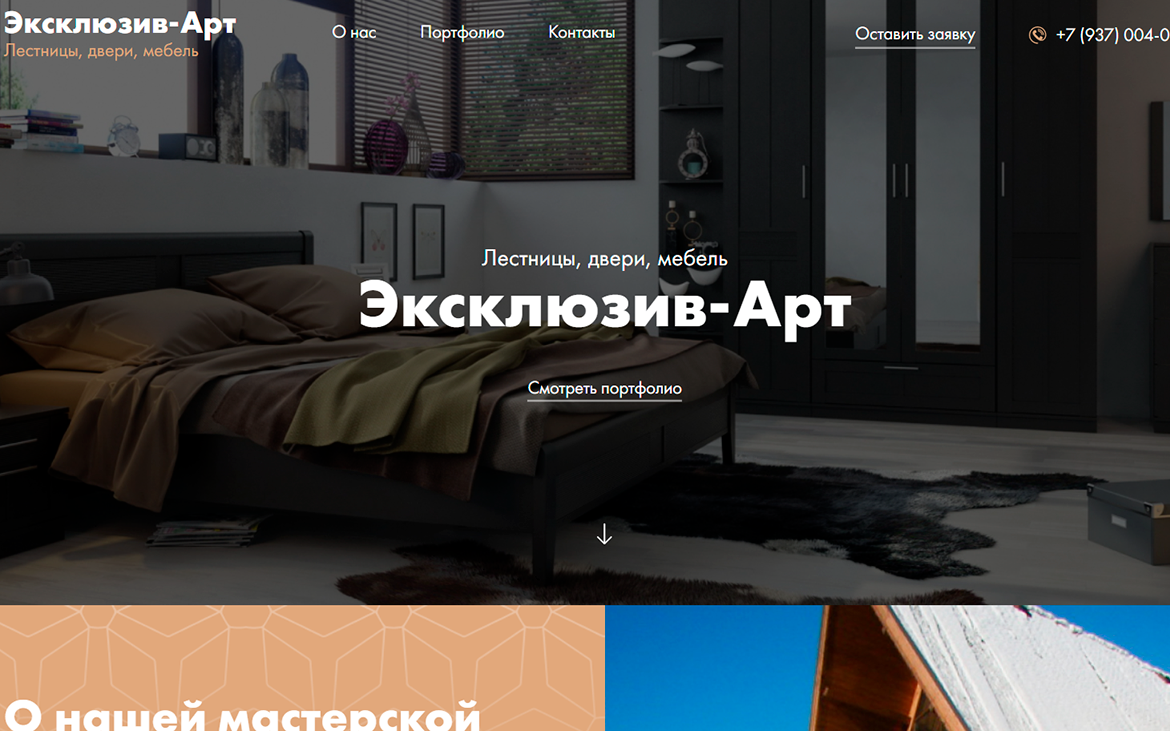 Эксклюзив-Арт
Лестницы, двери, мебель
О нас
Портфолио
Контакты
Оставить заявку
+7 (937) 004-0
Лестницы, двери, мебель
Эксклюзив-Арт
Смотреть портфолио
О нашей мастерской